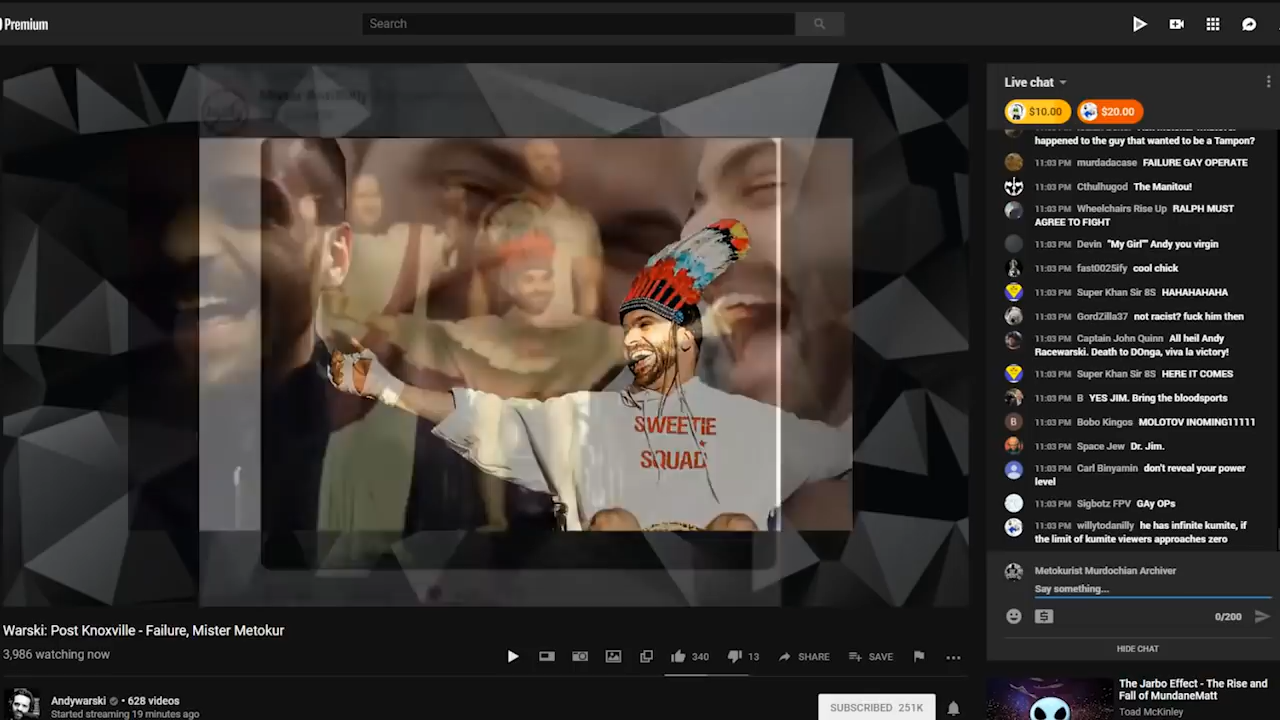 Premium
Search
Live chat
$10.00
$20.00
happened to the guy that wanted to be a Tampon?
11:03 PM murdadacase FAILURE GAY OPERATE
11:03 PM Cthulhugod The Manitou!
11:03 PM Wheelchairs Rise Up RALPH MUST
AGREE TO FIGHT
11:03 PM Devin "My Girl"" Andy you virgin
11:03 PM fast0025ify cool chick
11:03 PM Super Khan Sir 8S HAHAHAHAHA
11:03 PM GordZilla37 not racist? fuck him then
11:03 PM Captain John Quinn All heil Andy
Racewarski. Death to DOnga, viva la victory!
11:03 PM Super Khan Sir 8S HERE IT COMES
11:03 PM B YES JIM. Bring the bloodsports
B
11:03 PM Bobo Kingos MOLOTOV INOMING11111
11:03 PM Space Jew Dr. Jim.
11:03 PM Carl Binyamin don't reveal your power
level
11:03 PM Sigbotz FPV GAy OPs
11:03 PM willytodanilly he has infinite kumite, if
the limit of kumite viewers approaches zero
SWEETIE
SQUAD
Metokurist Murdochian Archiver
Say something...
0/200
HIDE CHAT
Warski: Post Knoxville - Failure, Mister Metokur
3,986 watching now
340
13
SHARE
SAVE
Andywarski • 628 videos
Started streaming 19 minutes ago
SUBSCRIBED 251K
The Jarbo Effect - The Rise and
Fall of MundaneMatt
Toad McKinley